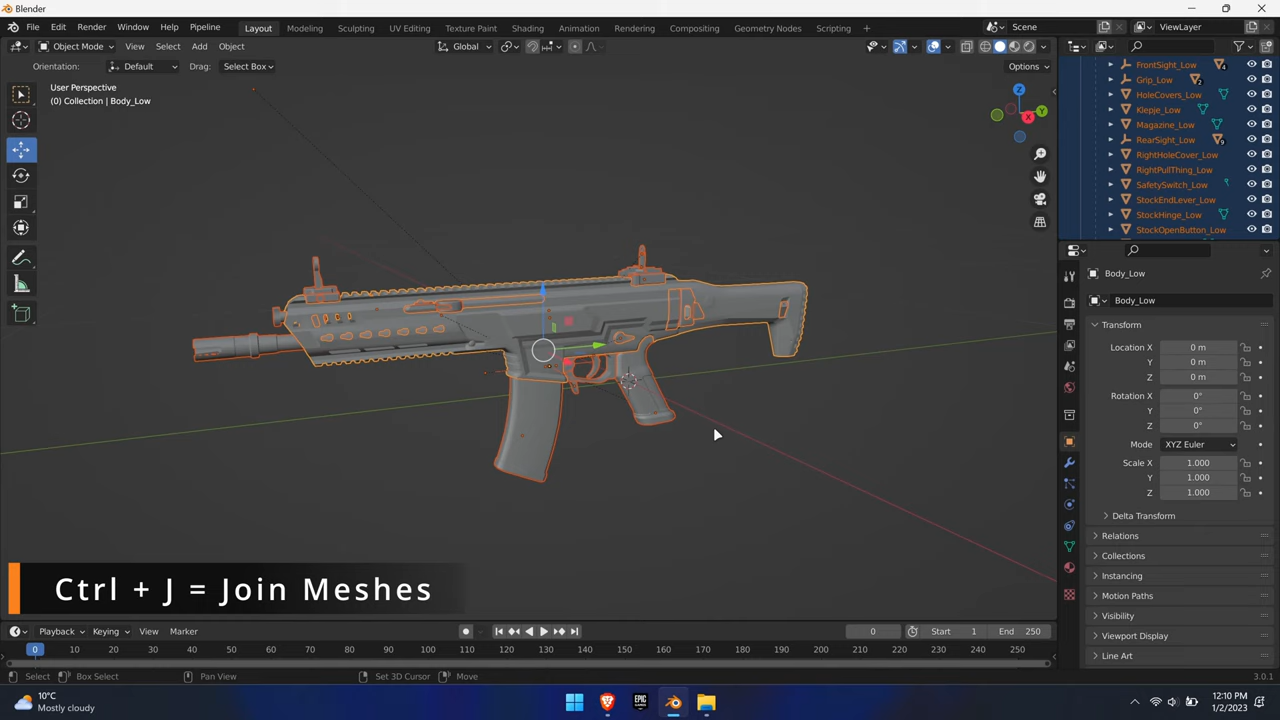 Blender
File Edit Render Window Help Pipeline Layout Modeling Sculpting UV Editing Texture Paint Shading Animation Rendering Compositing Geometry Nodes Scripting + Scene ViewLayer
Object Mode View Select Add Object Global
Orientation: Default Drag: Select Box Options
User Perspective
(0) Collection | Body_Low
Z
Y
X
FrontSight_Low 4
Grip_Low 2
HoleCovers_Low
Klepje_Low
Magazine_Low
RearSight_Low 9
RightHoleCover_Low
RightPullThing_Low
SafetySwitch_Low
StockEndLever_Low
StockHinge_Low
StockOpenButton_Low
Body_Low
Body_Low
Transform
Location X 0 m
Y 0 m
Z 0 m
Rotation X 0°
Y 0°
Z 0°
Mode XYZ Euler
Scale X 1.000
Y 1.000
Z 1.000
Delta Transform
Relations
Collections
Instancing
Motion Paths
Visibility
Viewport Display
Line Art
Ctrl + J = Join Meshes
Playback Keying View Marker 0 Start 1 End 250
0 10 20 30 40 50 60 70 80 90 100 110 120 130 140 150 160 170 180 190 200 210 220 230 240 250
Select Box Select Pan View Set 3D Cursor Move 3.0.1
10°C
Mostly cloudy
EPIC
GAMES
12:10 PM
1/2/2023